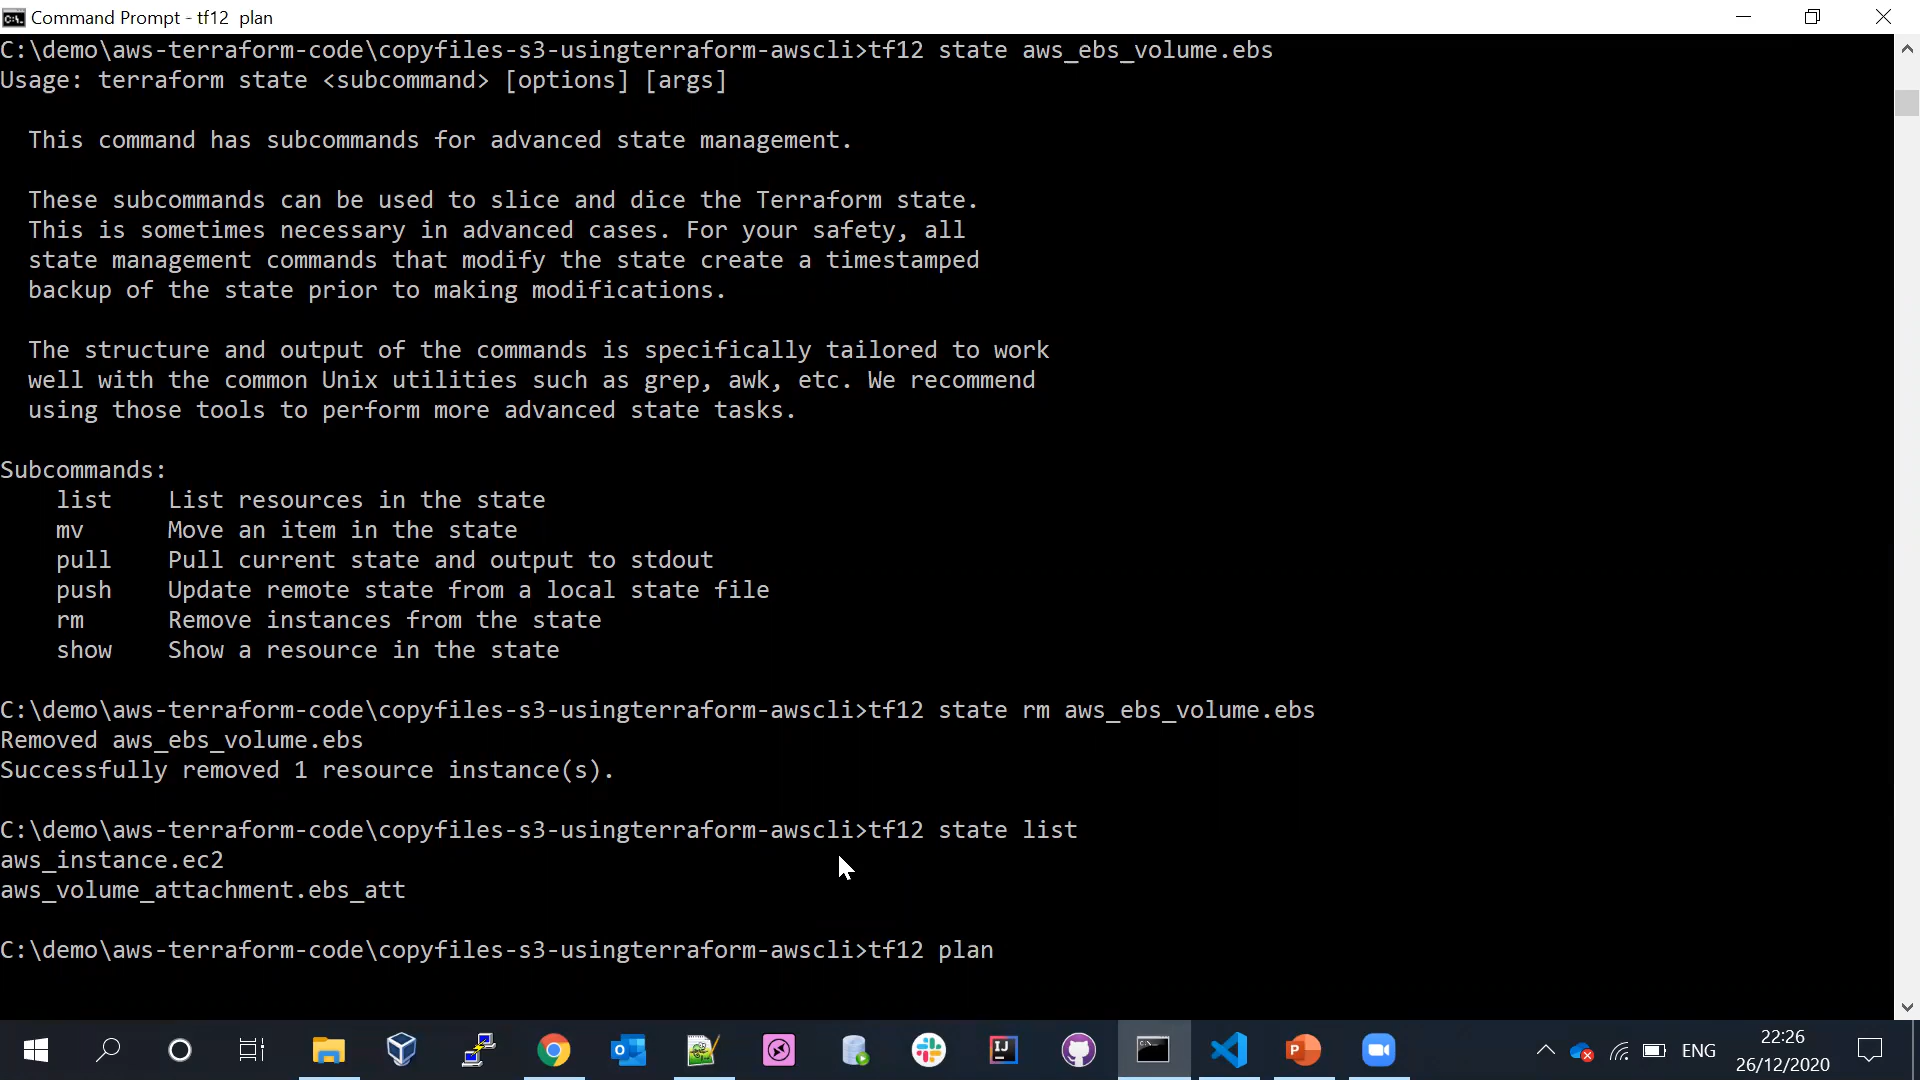 Command Prompt - tf12  plan
C:\demo\aws-terraform-code\copyfiles-s3-usingterraform-awscli>tf12 state aws_ebs_volume.ebs
Usage: terraform state <subcommand> [options] [args]
This command has subcommands for advanced state management.
These subcommands can be used to slice and dice the Terraform state.
This is sometimes necessary in advanced cases. For your safety, all
state management commands that modify the state create a timestamped
backup of the state prior to making modifications.
The structure and output of the commands is specifically tailored to work
well with the common Unix utilities such as grep, awk, etc. We recommend
using those tools to perform more advanced state tasks.
Subcommands:
list    List resources in the state
mv      Move an item in the state
pull    Pull current state and output to stdout
push    Update remote state from a local state file
rm      Remove instances from the state
show    Show a resource in the state
C:\demo\aws-terraform-code\copyfiles-s3-usingterraform-awscli>tf12 state rm aws_ebs_volume.ebs
Removed aws_ebs_volume.ebs
Successfully removed 1 resource instance(s).
C:\demo\aws-terraform-code\copyfiles-s3-usingterraform-awscli>tf12 state list
aws_instance.ec2
aws_volume_attachment.ebs_att
C:\demo\aws-terraform-code\copyfiles-s3-usingterraform-awscli>tf12 plan
ENG
22:26
26/12/2020